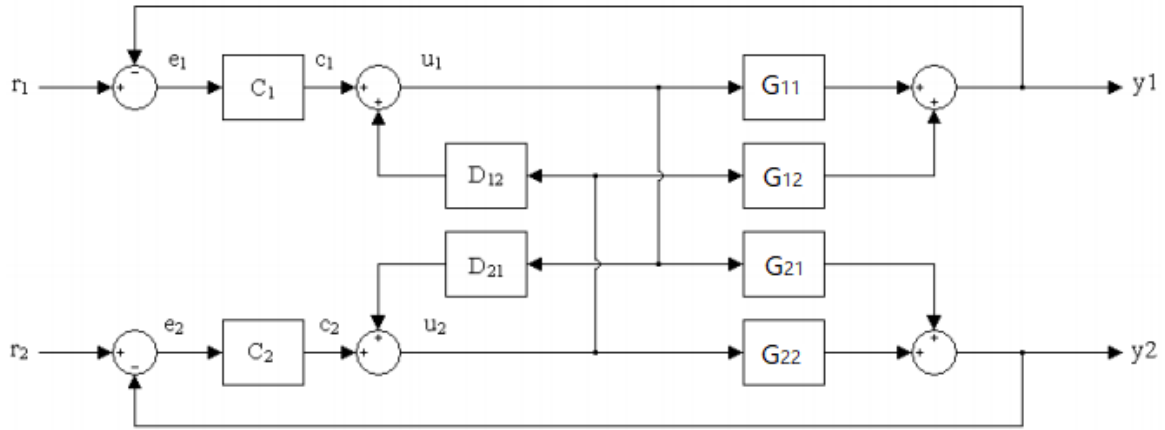 e₁ c₁ u₁
r₁ + - C₁ + + G₁₁ + + y1
D₁₂ G₁₂
D₂₁ G₂₁
e₂ c₂ u₂
r₂ + - C₂ + + G₂₂ + + y2